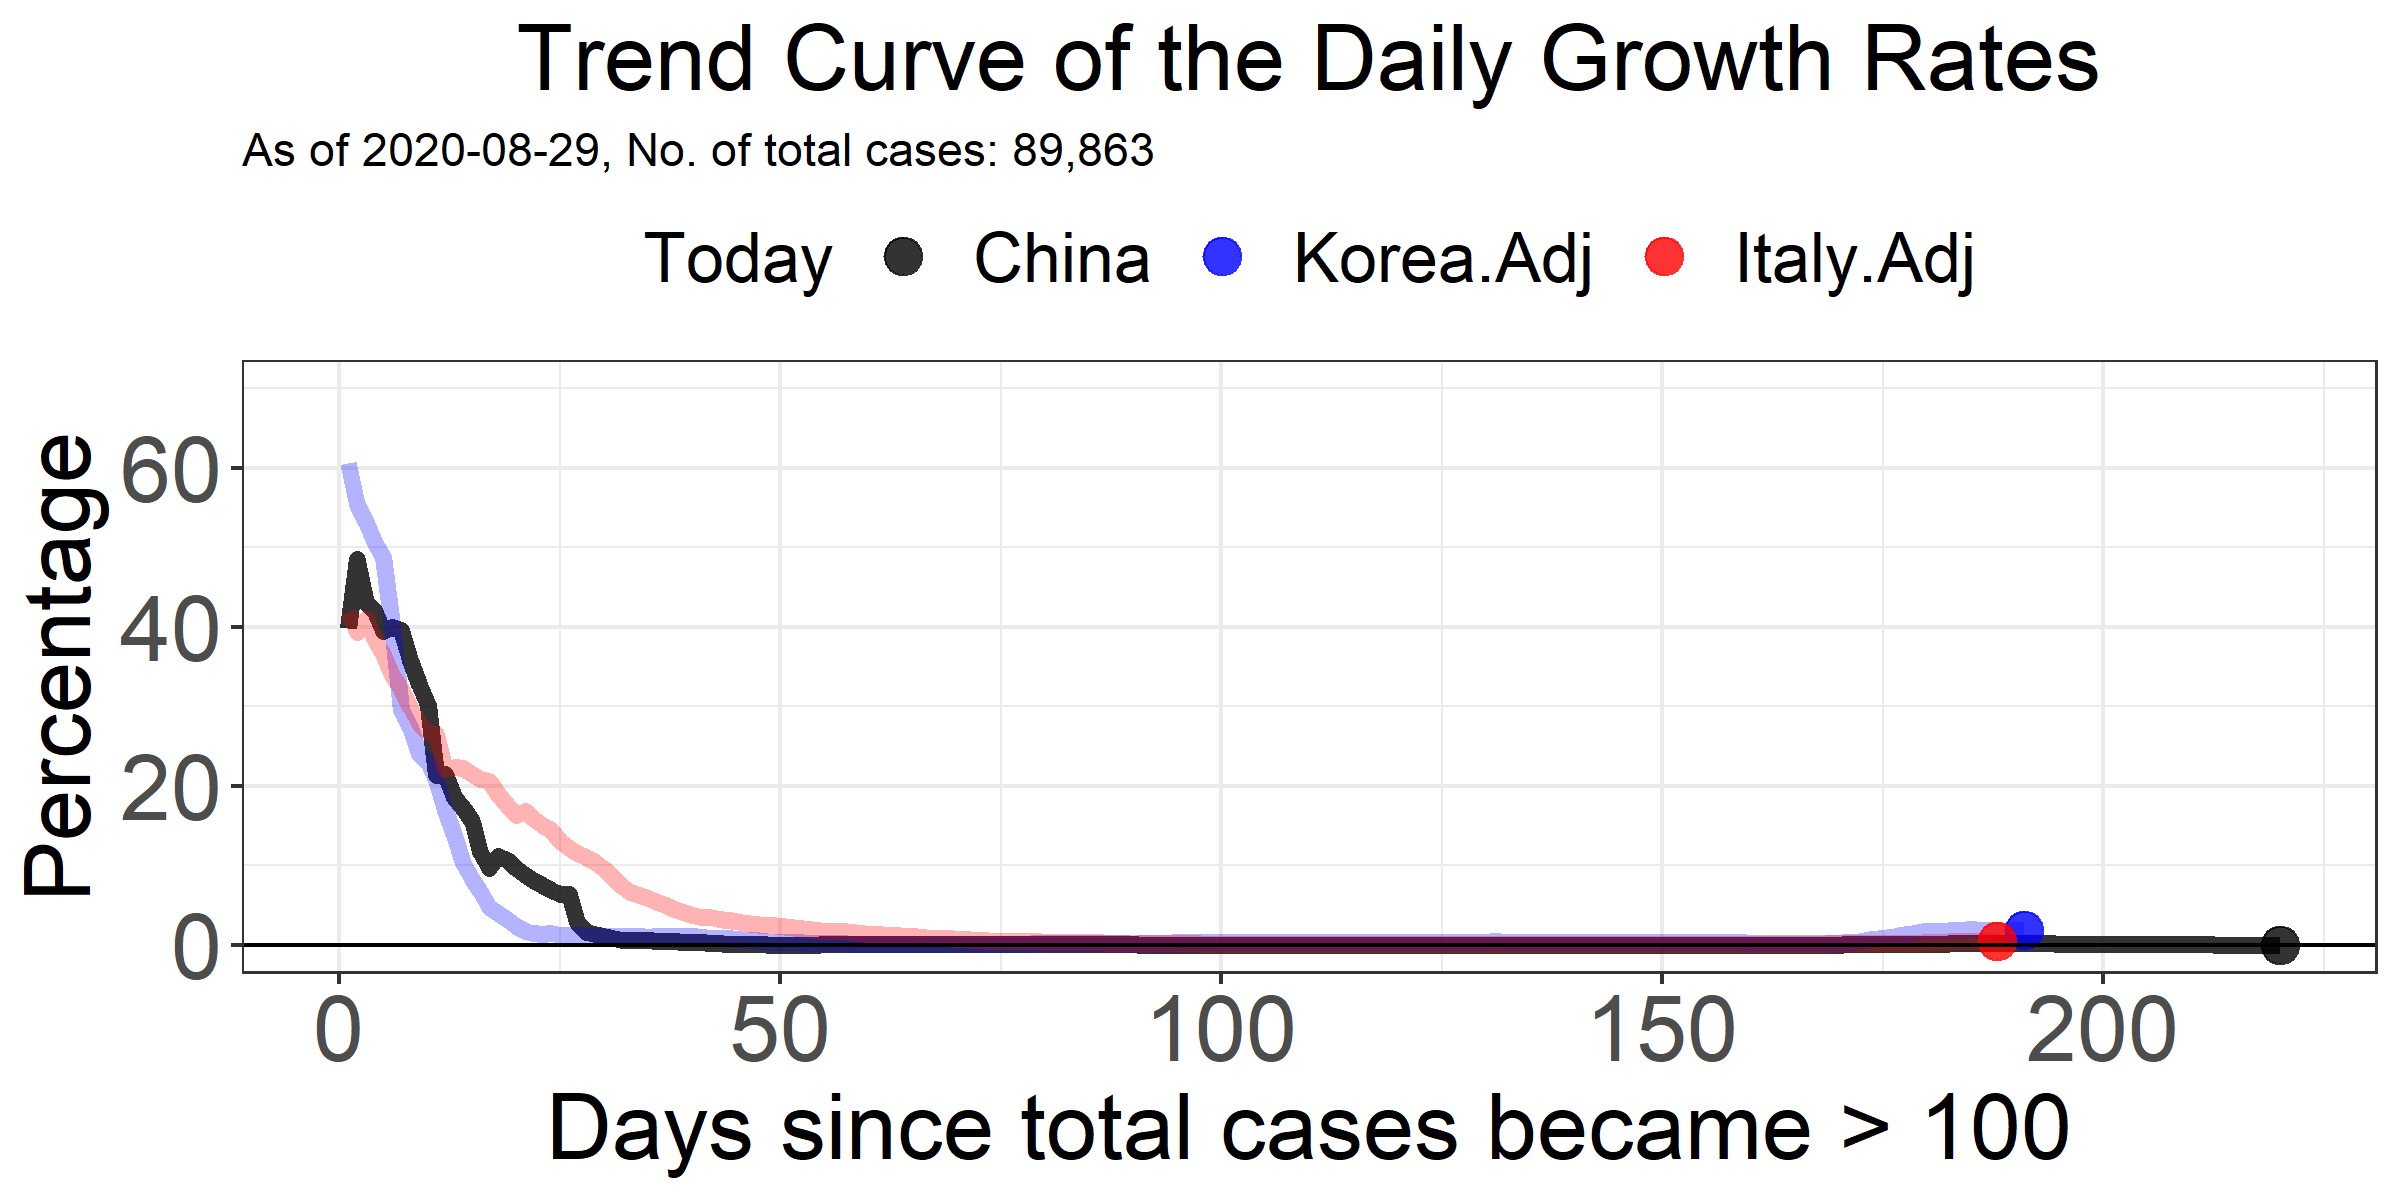 Trend Curve of the Daily Growth Rates
As of 2020-08-29, No. of total cases: 89,863
Today China Korea.Adj Italy.Adj
Percentage
60
40
20
0
0 50 100 150 200
Days since total cases became > 100